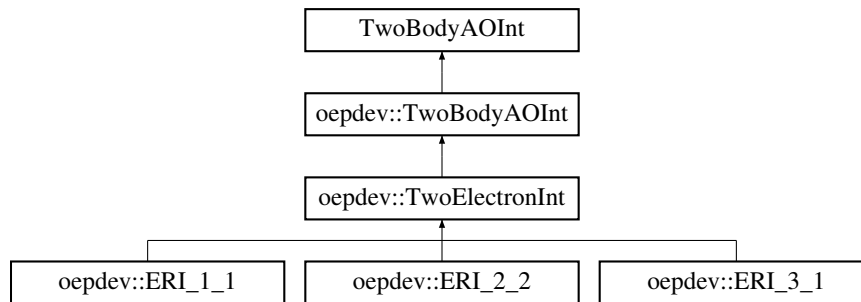 TwoBodyAOInt
oepdev::TwoBodyAOInt
oepdev::TwoElectronInt
oepdev::ERI_1_1
oepdev::ERI_2_2
oepdev::ERI_3_1